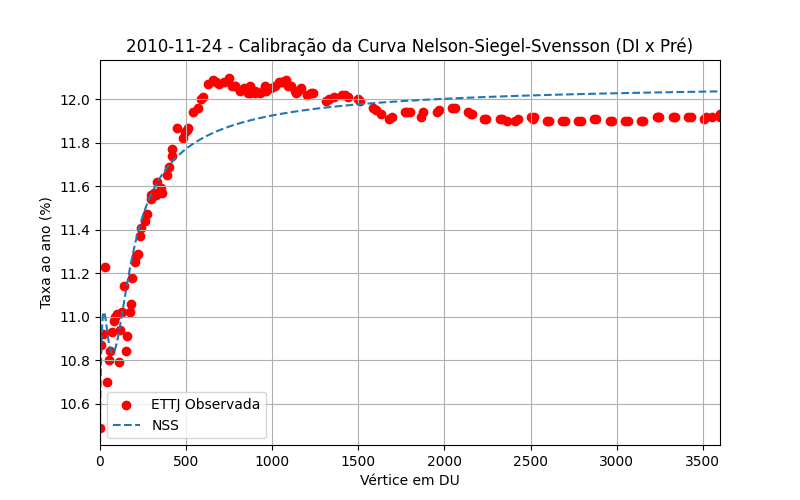 2010-11-24 - Calibração da Curva Nelson-Siegel-Svensson (DI x Pré)
Taxa ao ano (%)
12.0
11.8
11.6
11.4
11.2
11.0
10.8
10.6
ETTJ Observada
NSS
0 500 1000 1500 2000 2500 3000 3500
Vértice em DU